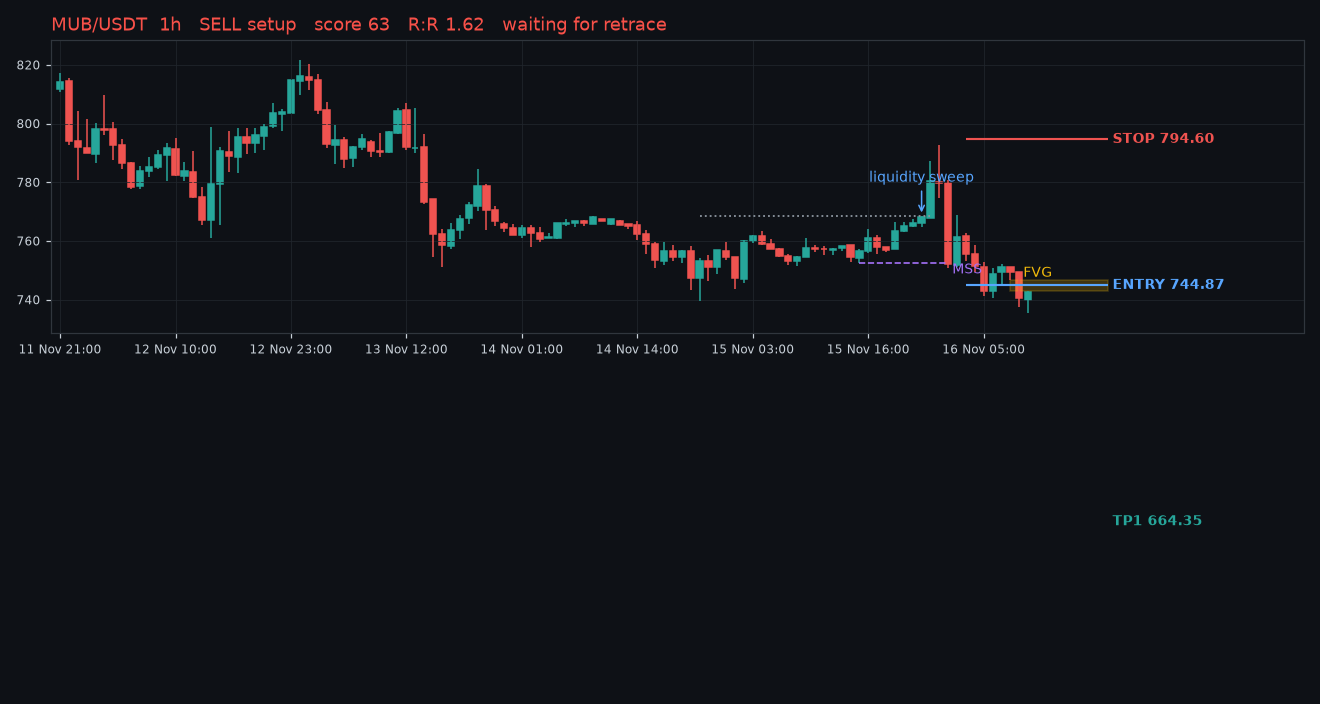 MUB/USDT 1h SELL setup score 63 R:R 1.62 waiting for retrace
820
800
780
760
740
STOP 794.60
liquidity sweep
MSS
FVG
ENTRY 744.87
11 Nov 21:00
12 Nov 10:00
12 Nov 23:00
13 Nov 12:00
14 Nov 01:00
14 Nov 14:00
15 Nov 03:00
15 Nov 16:00
16 Nov 05:00
TP1 664.35